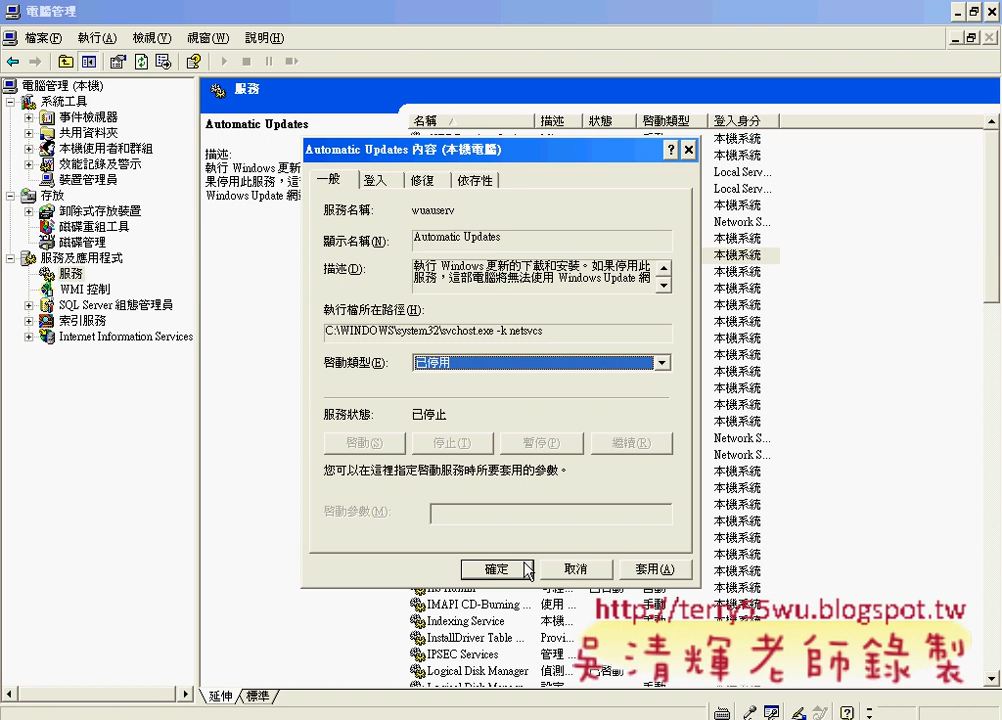 電腦管理
檔案(F) 執行(A) 檢視(V) 視窗(W) 說明(H)
電腦管理 (本機)
系統工具
事件檢視器
共用資料夾
本機使用者和群組
效能記錄及警示
裝置管理員
存放
卸除式存放裝置
磁碟重組工具
磁碟管理
服務及應用程式
服務
WMI 控制
SQL Server 組態管理員
索引服務
Internet Information Services
服務
Automatic Updates
描述:
執行 Windows 更新
果停用此服務，這
Windows Update 網
名稱 描述 狀態 啟動類型 登入身分
本機系統
本機系統
Local Serv...
Local Serv...
本機系統
Network S...
本機系統
本機系統
本機系統
本機系統
本機系統
本機系統
本機系統
本機系統
本機系統
本機系統
本機系統
本機系統
Network S...
Network S...
本機系統
本機系統
本機系統
本機系統
本機系統
本機系統
本機系統
Automatic Updates 內容 (本機電腦)
一般 登入 修復 依存性
服務名稱: wuauserv
顯示名稱(N): Automatic Updates
描述(D): 執行 Windows 更新的下載和安裝。如果停用此
服務，這部電腦將無法使用 Windows Update 網
執行檔所在路徑(H):
C:\WINDOWS\system32\svchost.exe -k netsvcs
啟動類型(E): 已停用
服務狀態: 已停止
啟動(S) 停止(T) 暫停(P) 繼續(R)
您可以在這裡指定啟動服務時所要套用的參數。
啟動參數(M):
確定 取消 套用(A)
手動 本機系統
IMAPI CD-Burning ... 使用 ... 手動
Indexing Service 本機...
InstallDriver Table ... Provi...
IPSEC Services 管理 ...
Logical Disk Manager 偵測... 已啟動
http://terry55wu.blogspot.tw
吳清輝老師錄製
延伸 標準